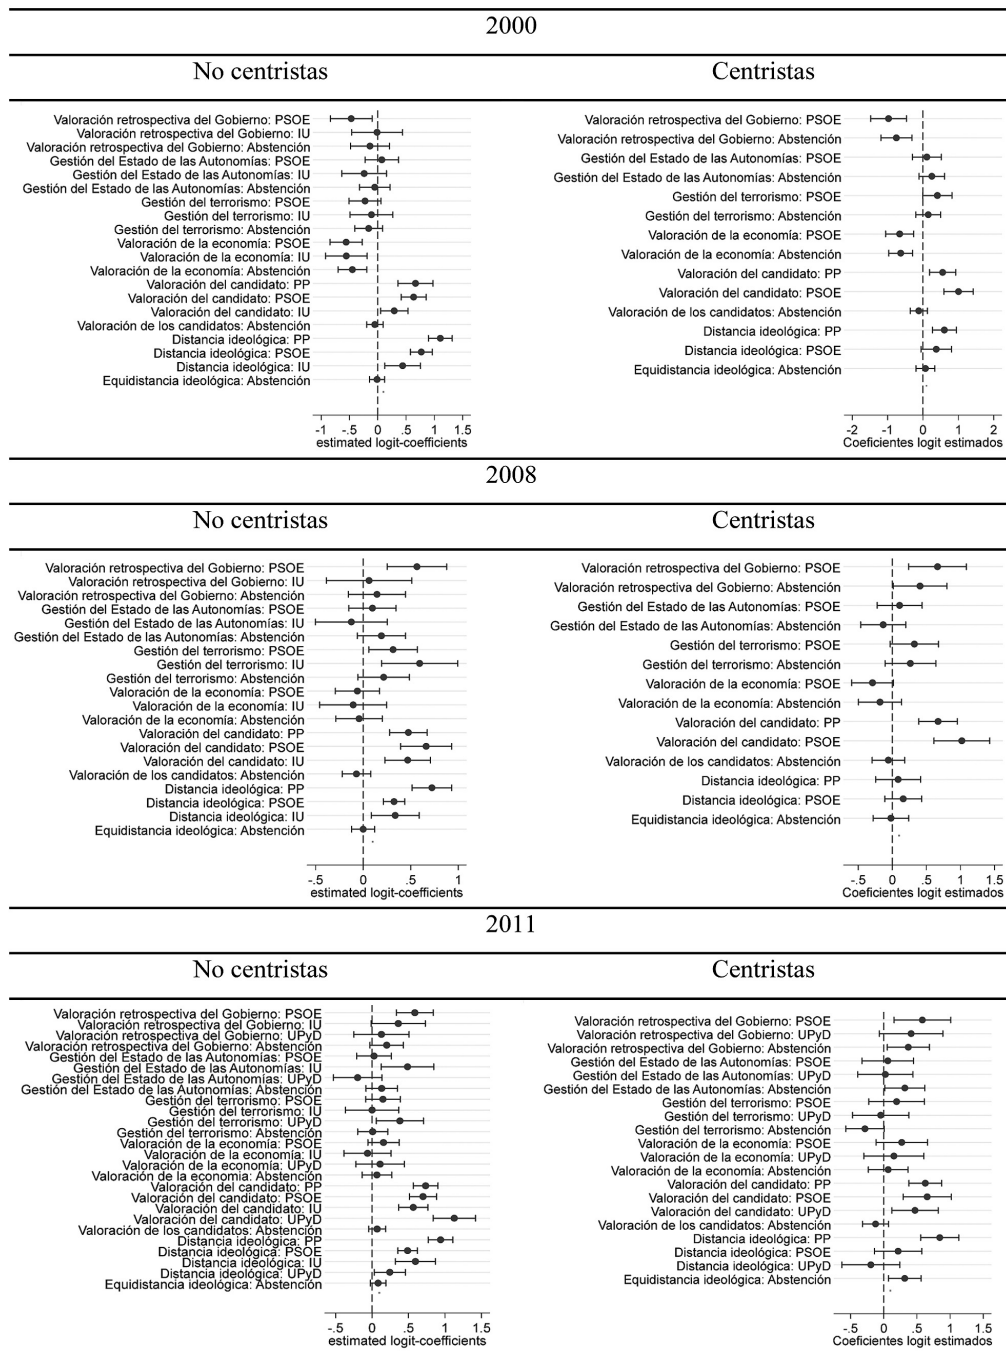 2000
No centristas
Centristas
Valoración retrospectiva del Gobierno: PSOE
Valoración retrospectiva del Gobierno: IU
Valoración retrospectiva del Gobierno: Abstención
Gestión del Estado de las Autonomías: PSOE
Gestión del Estado de las Autonomías: IU
Gestión del Estado de las Autonomías: Abstención
Gestión del terrorismo: PSOE
Gestión del terrorismo: IU
Gestión del terrorismo: Abstención
Valoración de la economía: PSOE
Valoración de la economía: IU
Valoración de la economía: Abstención
Valoración del candidato: PP
Valoración del candidato: PSOE
Valoración del candidato: IU
Valoración de los candidatos: Abstención
Distancia ideológica: PP
Distancia ideológica: PSOE
Distancia ideológica: IU
Equidistancia ideológica: Abstención
-1 -.5 0 .5 1 1.5
estimated logit-coefficients
Valoración retrospectiva del Gobierno: PSOE
Valoración retrospectiva del Gobierno: Abstención
Gestión del Estado de las Autonomías: PSOE
Gestión del Estado de las Autonomías: Abstención
Gestión del terrorismo: PSOE
Gestión del terrorismo: Abstención
Valoración de la economía: PSOE
Valoración de la economía: Abstención
Valoración del candidato: PP
Valoración del candidato: PSOE
Valoración de los candidatos: Abstención
Distancia ideológica: PP
Distancia ideológica: PSOE
Equidistancia ideológica: Abstención
-2 -1 0 1 2
Coeficientes logit estimados
2008
No centristas
Centristas
Valoración retrospectiva del Gobierno: PSOE
Valoración retrospectiva del Gobierno: IU
Valoración retrospectiva del Gobierno: Abstención
Gestión del Estado de las Autonomías: PSOE
Gestión del Estado de las Autonomías: IU
Gestión del Estado de las Autonomías: Abstención
Gestión del terrorismo: PSOE
Gestión del terrorismo: IU
Gestión del terrorismo: Abstención
Valoración de la economía: PSOE
Valoración de la economía: IU
Valoración de la economía: Abstención
Valoración del candidato: PP
Valoración del candidato: PSOE
Valoración del candidato: IU
Valoración de los candidatos: Abstención
Distancia ideológica: PP
Distancia ideológica: PSOE
Distancia ideológica: IU
Equidistancia ideológica: Abstención
-.5 0 .5 1
estimated logit-coefficients
Valoración retrospectiva del Gobierno: PSOE
Valoración retrospectiva del Gobierno: Abstención
Gestión del Estado de las Autonomías: PSOE
Gestión del Estado de las Autonomías: Abstención
Gestión del terrorismo: PSOE
Gestión del terrorismo: Abstención
Valoración de la economía: PSOE
Valoración de la economía: Abstención
Valoración del candidato: PP
Valoración del candidato: PSOE
Valoración de los candidatos: Abstención
Distancia ideológica: PP
Distancia ideológica: PSOE
Equidistancia ideológica: Abstención
-.5 0 .5 1 1.5
Coeficientes logit estimados
2011
No centristas
Centristas
Valoración retrospectiva del Gobierno: PSOE
Valoración retrospectiva del Gobierno: IU
Valoración retrospectiva del Gobierno: UPyD
Valoración retrospectiva del Gobierno: Abstención
Gestión del Estado de las Autonomías: PSOE
Gestión del Estado de las Autonomías: IU
Gestión del Estado de las Autonomías: UPyD
Gestión del Estado de las Autonomías: Abstención
Gestión del terrorismo: PSOE
Gestión del terrorismo: IU
Gestión del terrorismo: UPyD
Gestión del terrorismo: Abstención
Valoración de la economía: PSOE
Valoración de la economía: IU
Valoración de la economía: UPyD
Valoración de la economía: Abstención
Valoración del candidato: PP
Valoración del candidato: PSOE
Valoración del candidato: IU
Valoración del candidato: UPyD
Valoración de los candidatos: Abstención
Distancia ideológica: PP
Distancia ideológica: PSOE
Distancia ideológica: IU
Distancia ideológica: UPyD
Equidistancia ideológica: Abstención
-.5 0 .5 1 1.5
estimated logit-coefficients
Valoración retrospectiva del Gobierno: PSOE
Valoración retrospectiva del Gobierno: UPyD
Valoración retrospectiva del Gobierno: Abstención
Gestión del Estado de las Autonomías: PSOE
Gestión del Estado de las Autonomías: UPyD
Gestión del Estado de las Autonomías: Abstención
Gestión del terrorismo: PSOE
Gestión del terrorismo: UPyD
Gestión del terrorismo: Abstención
Valoración de la economía: PSOE
Valoración de la economía: UPyD
Valoración de la economía: Abstención
Valoración del candidato: PP
Valoración del candidato: PSOE
Valoración del candidato: UPyD
Valoración de los candidatos: Abstención
Distancia ideológica: PP
Distancia ideológica: PSOE
Distancia ideológica: UPyD
Equidistancia ideológica: Abstención
-.5 0 .5 1 1.5
Coeficientes logit estimados